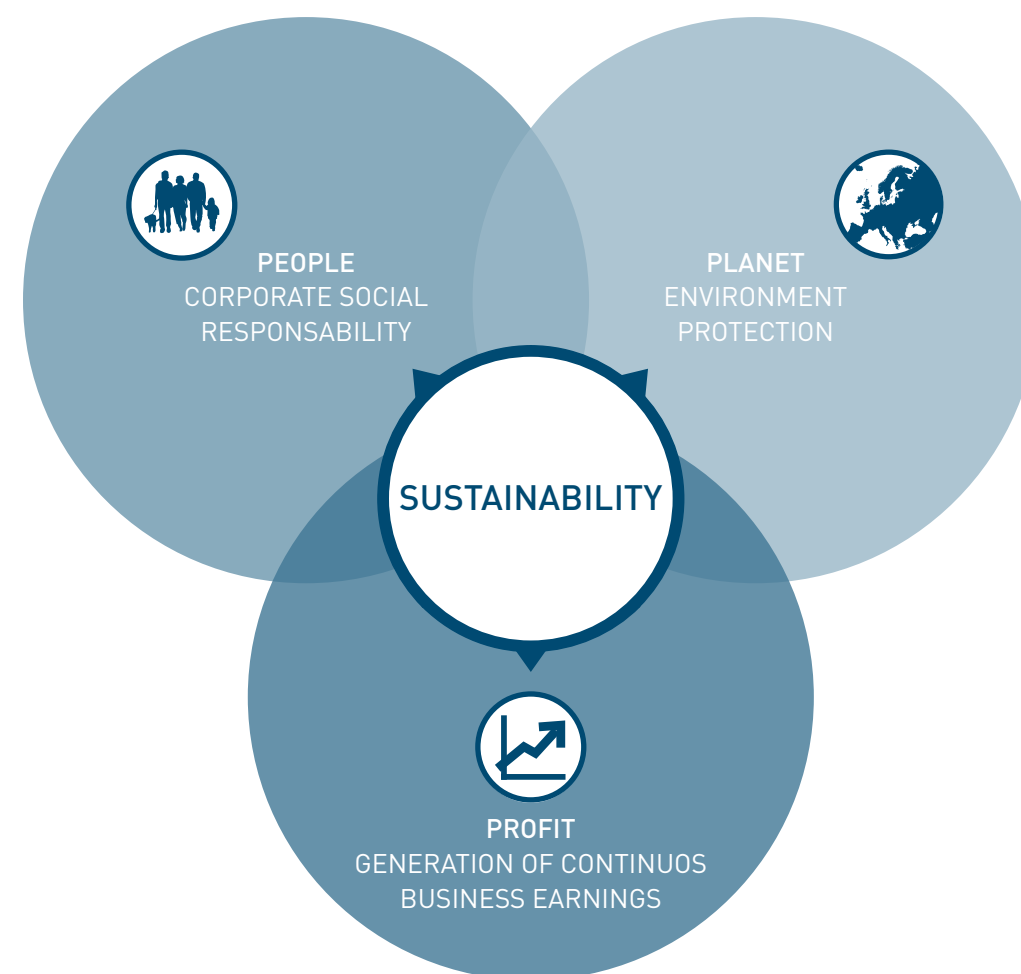 PEOPLE
CORPORATE SOCIAL
RESPONSABILITY
PLANET
ENVIRONMENT
PROTECTION
SUSTAINABILITY
PROFIT
GENERATION OF CONTINUOS
BUSINESS EARNINGS